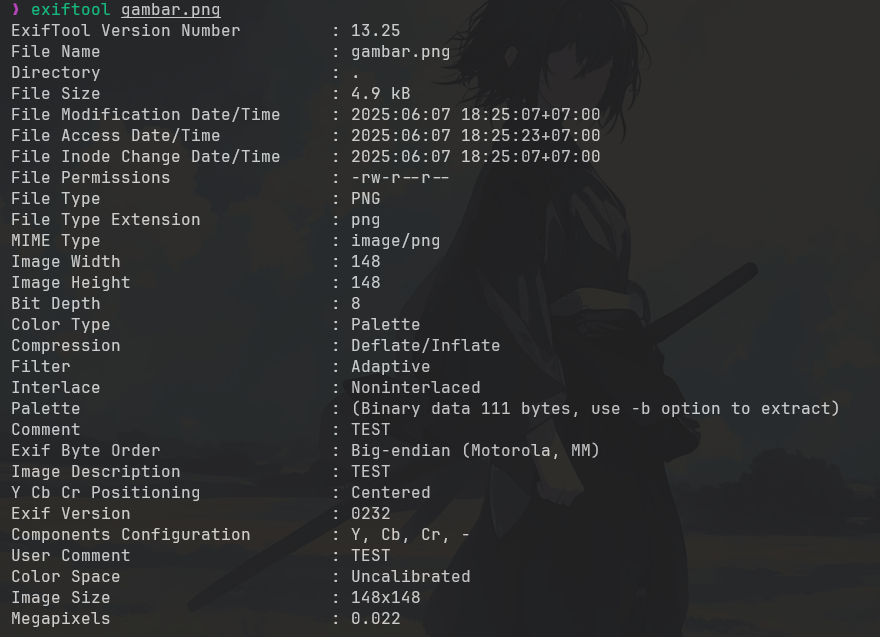 ❯ exiftool gambar.png
ExifTool Version Number : 13.25
File Name : gambar.png
Directory : .
File Size : 4.9 kB
File Modification Date/Time : 2025:06:07 18:25:07+07:00
File Access Date/Time : 2025:06:07 18:25:23+07:00
File Inode Change Date/Time : 2025:06:07 18:25:07+07:00
File Permissions : -rw-r--r--
File Type : PNG
File Type Extension : png
MIME Type : image/png
Image Width : 148
Image Height : 148
Bit Depth : 8
Color Type : Palette
Compression : Deflate/Inflate
Filter : Adaptive
Interlace : Noninterlaced
Palette : (Binary data 111 bytes, use -b option to extract)
Comment : TEST
Exif Byte Order : Big-endian (Motorola, MM)
Image Description : TEST
Y Cb Cr Positioning : Centered
Exif Version : 0232
Components Configuration : Y, Cb, Cr, -
User Comment : TEST
Color Space : Uncalibrated
Image Size : 148x148
Megapixels : 0.022